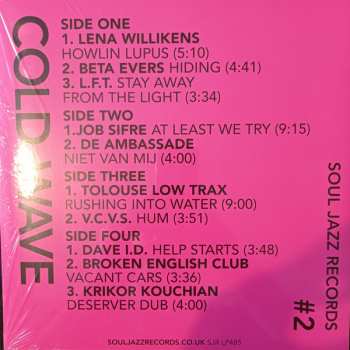 COLD WAVE
SIDE ONE
1. LENA WILLIKENS
HOWLIN LUPUS (5:10)
2. BETA EVERS HIDING (4:41)
3. L.F.T. STAY AWAY
FROM THE LIGHT (3:34)
SIDE TWO
1.JOB SIFRE AT LEAST WE TRY (9:15)
2. DE AMBASSADE
NIET VAN MIJ (4:00)
SIDE THREE
1. TOLOUSE LOW TRAX
RUSHING INTO WATER (9:00)
2. V.C.V.S. HUM (3:51)
SIDE FOUR
1. DAVE I.D. HELP STARTS (3:48)
2. BROKEN ENGLISH CLUB
VACANT CARS (3:36)
3. KRIKOR KOUCHIAN
DESERVER DUB (4:00)
SOUL JAZZ RECORDS
#2
SOULJAZZRECORDS.CO.UK SJR LP485